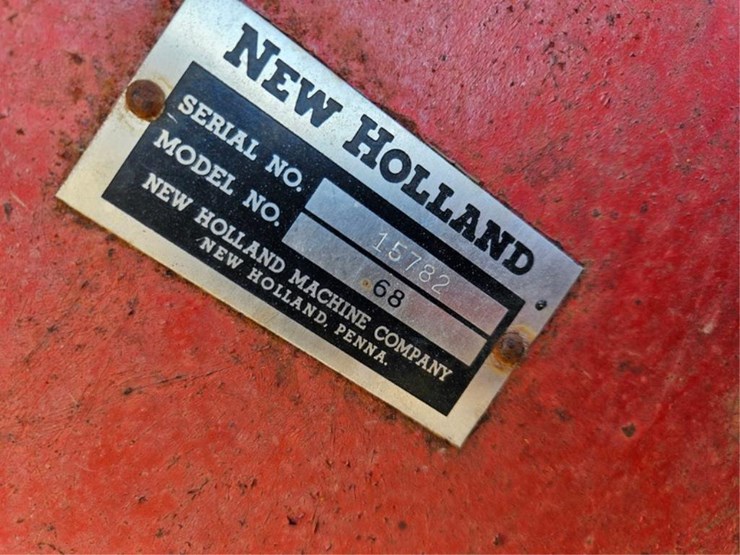 NEW HOLLAND
SERIAL NO. 15782
MODEL NO. 68
NEW HOLLAND MACHINE COMPANY
NEW HOLLAND, PENNA.